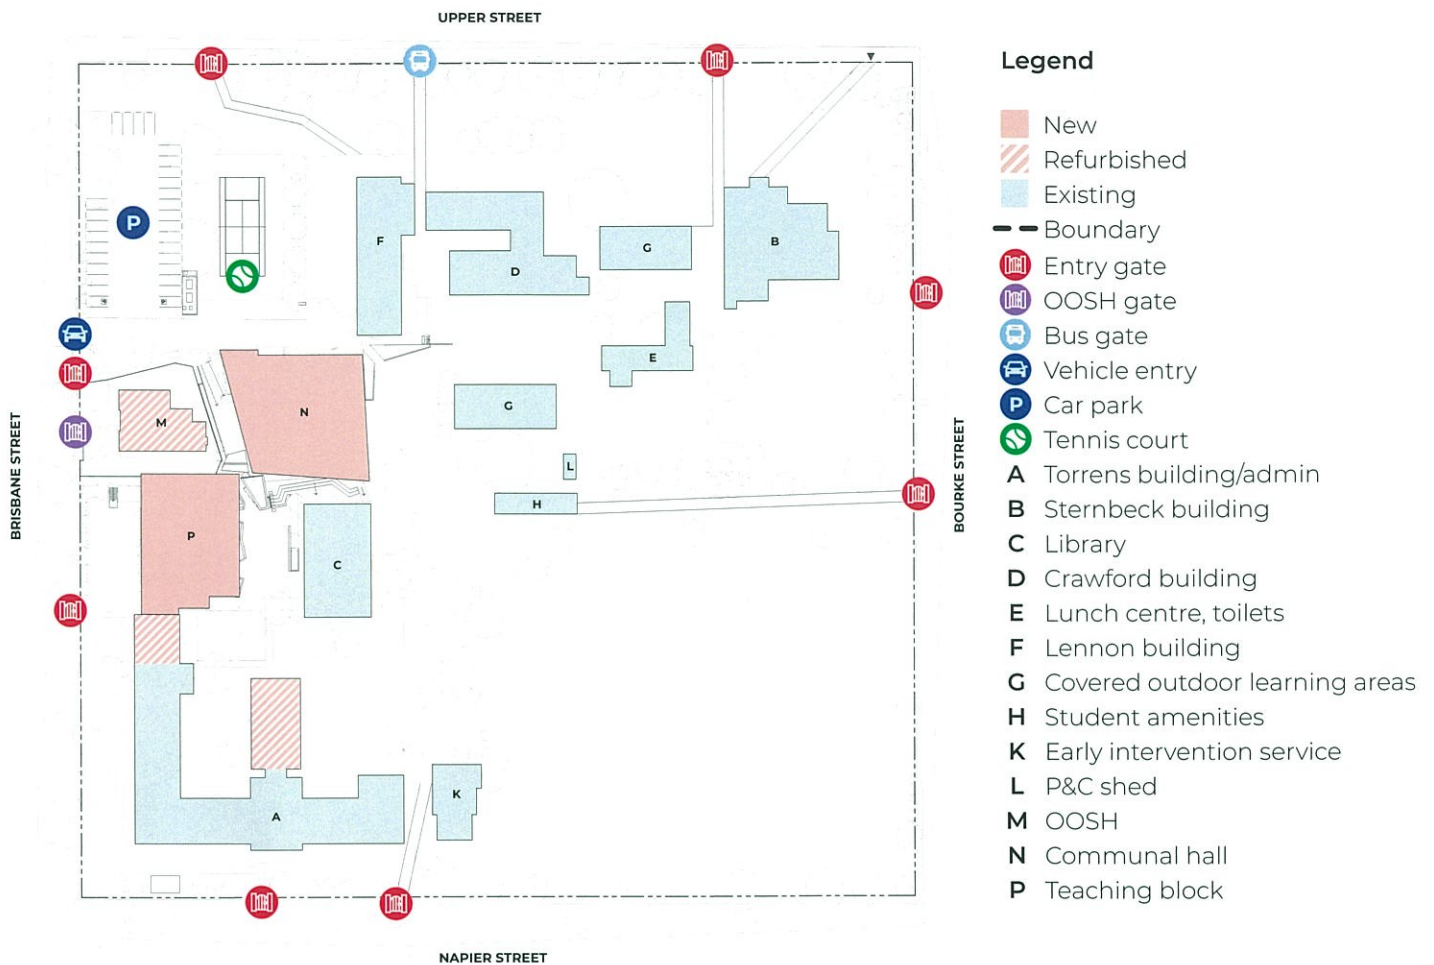 UPPER STREET
Legend
New
Refurbished
Existing
Boundary
Entry gate
OOSH gate
Bus gate
Vehicle entry
P Car park
Tennis court
A Torrens building/admin
B Sternbeck building
C Library
D Crawford building
E Lunch centre, toilets
F Lennon building
G Covered outdoor learning areas
H Student amenities
K Early intervention service
L P&C shed
M OOSH
N Communal hall
P Teaching block
P
F
D
G
B
E
N
M
G
L
H
P
C
A
K
BRISBANE STREET
BOURKE STREET
NAPIER STREET